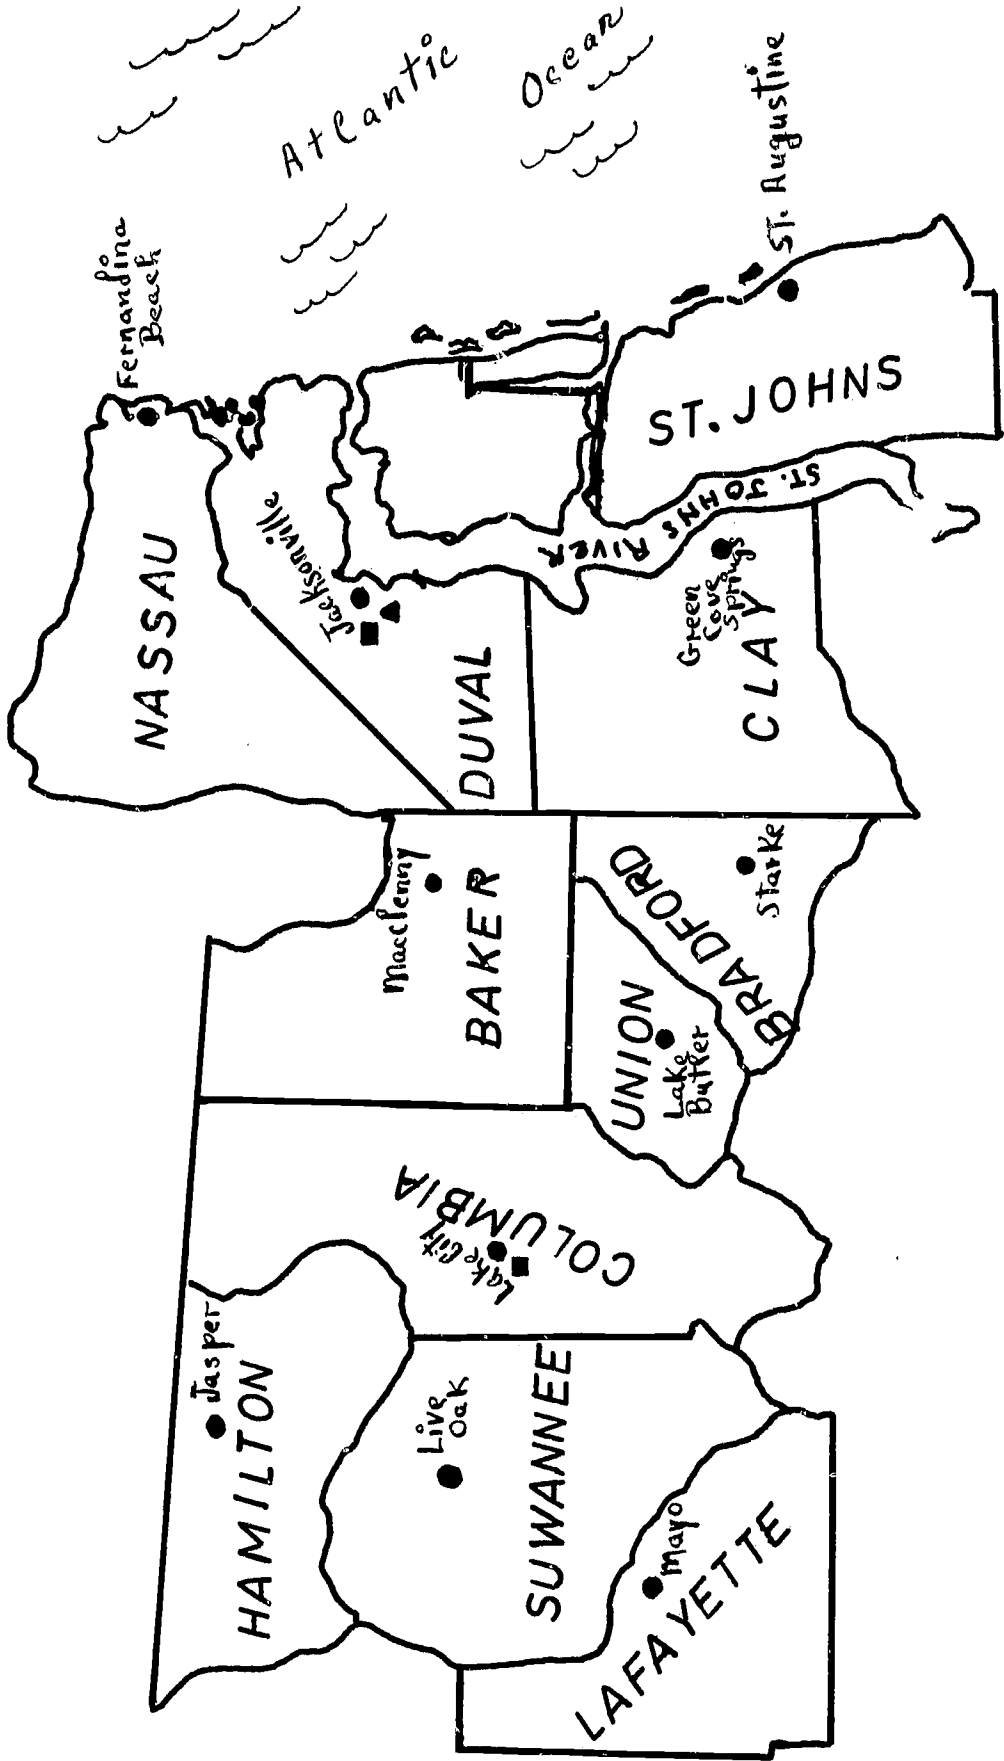 Atlantic
Ocean
Fernandina
Beach
St. Augustine
NASSAU
Jacksonville
DUVAL
ST. JOHNS
ST. JOHNS RIVER
Green
Cove
Springs
CLAY
Macclenny
BAKER
BRADFORD
Starke
UNION
Lake
Butler
COLUMBIA
Lake City
Jasper
HAMILTON
Live
Oak
SUWANNEE
Mayo
LAFAYETTE